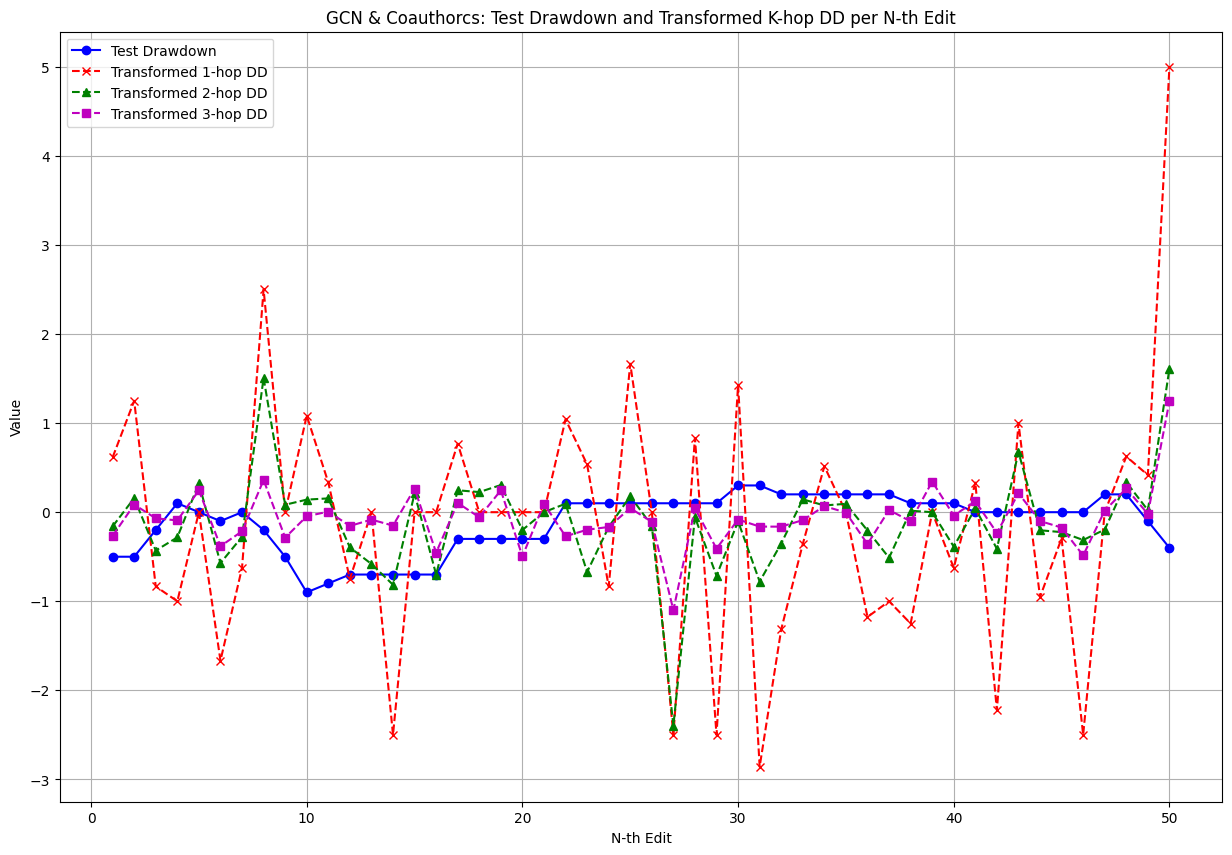 GCN & Coauthorcs: Test Drawdown and Transformed K-hop DD per N-th Edit
Test Drawdown
Transformed 1-hop DD
Transformed 2-hop DD
Transformed 3-hop DD
5
4
3
2
1
0
−1
−2
−3
Value
0 10 20 30 40 50
N-th Edit